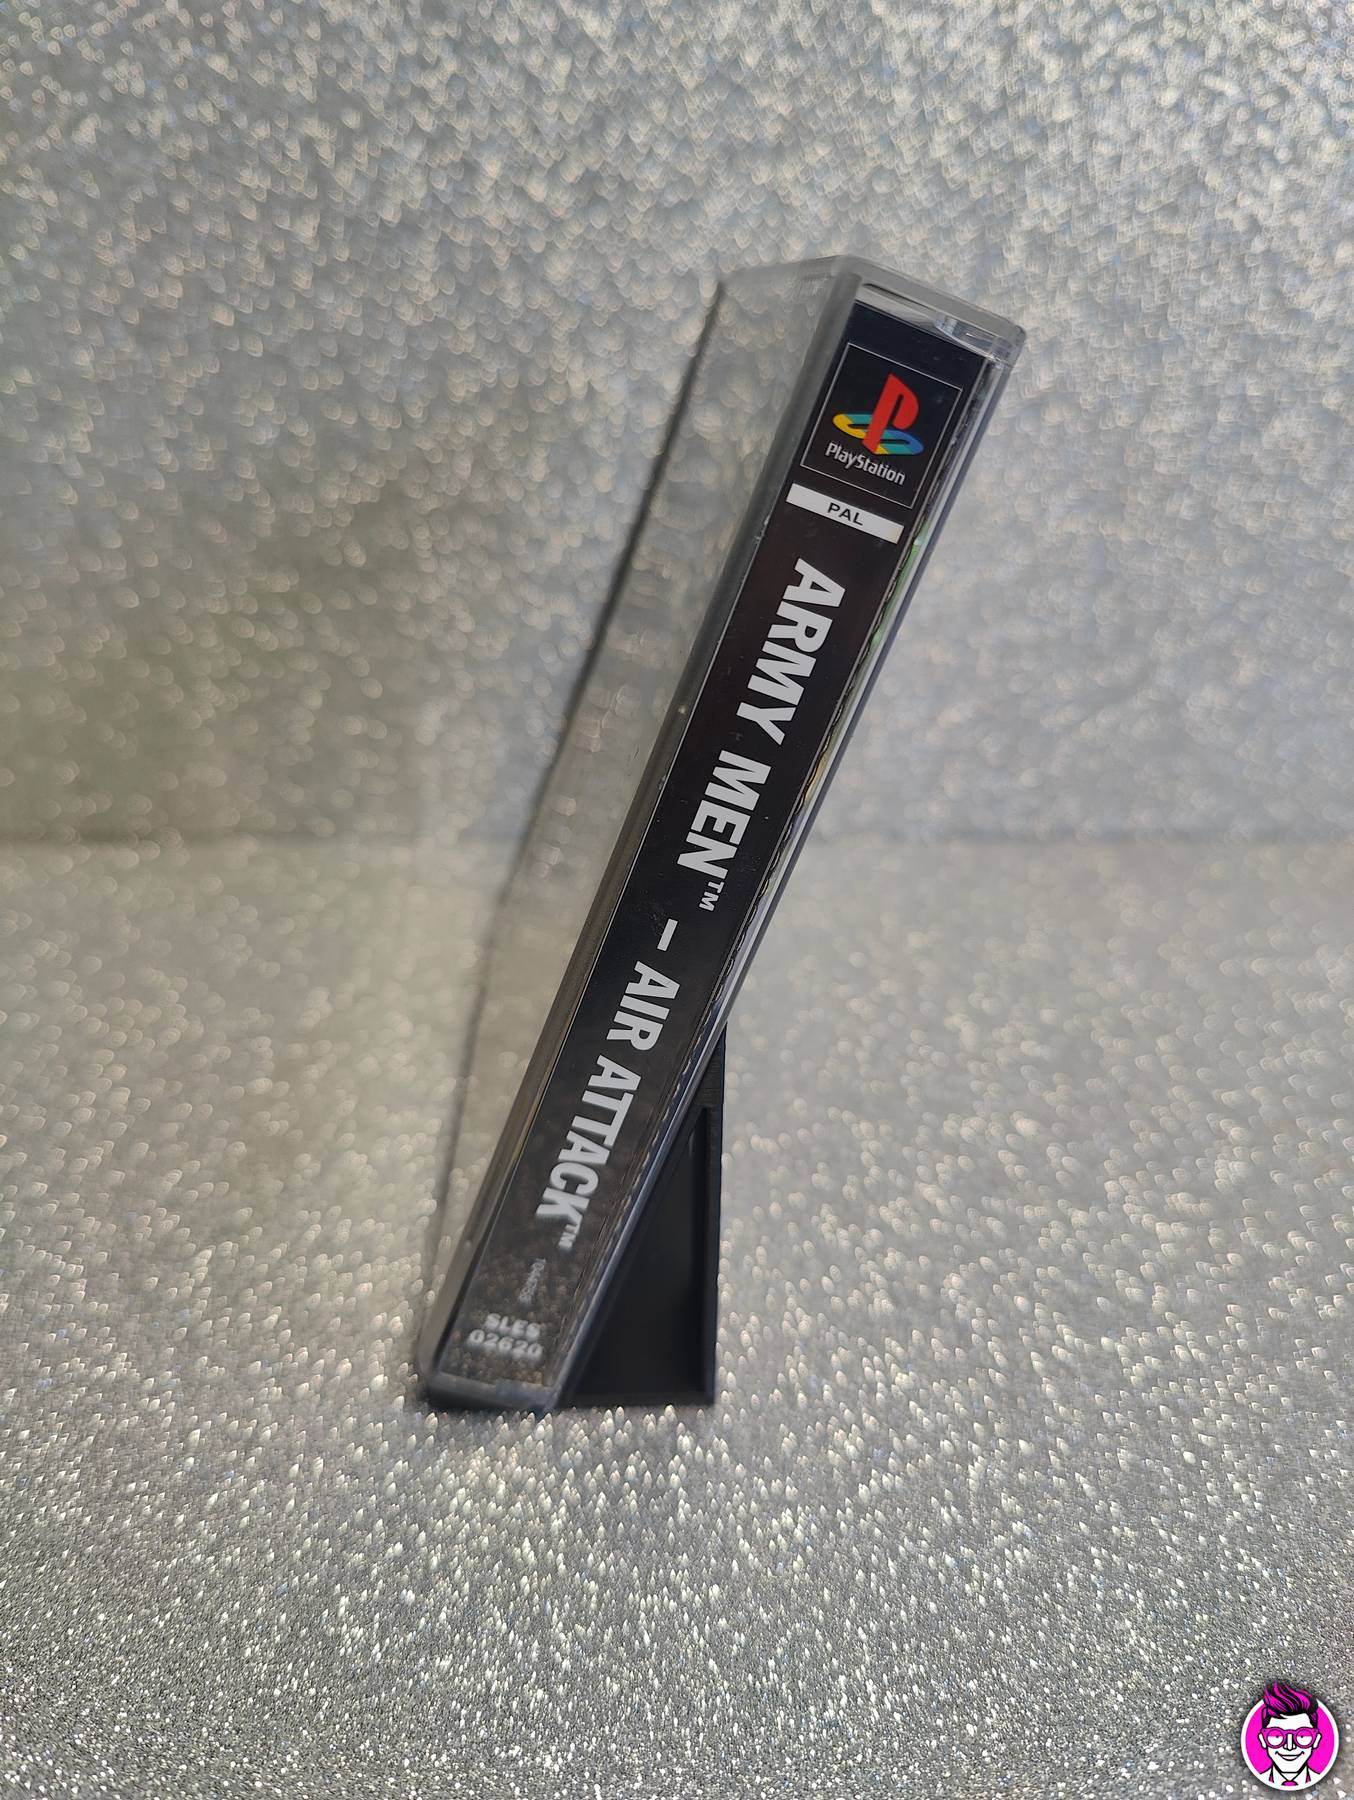 PlayStation
PAL
ARMY MEN™ – AIR ATTACK™
SLES
02620